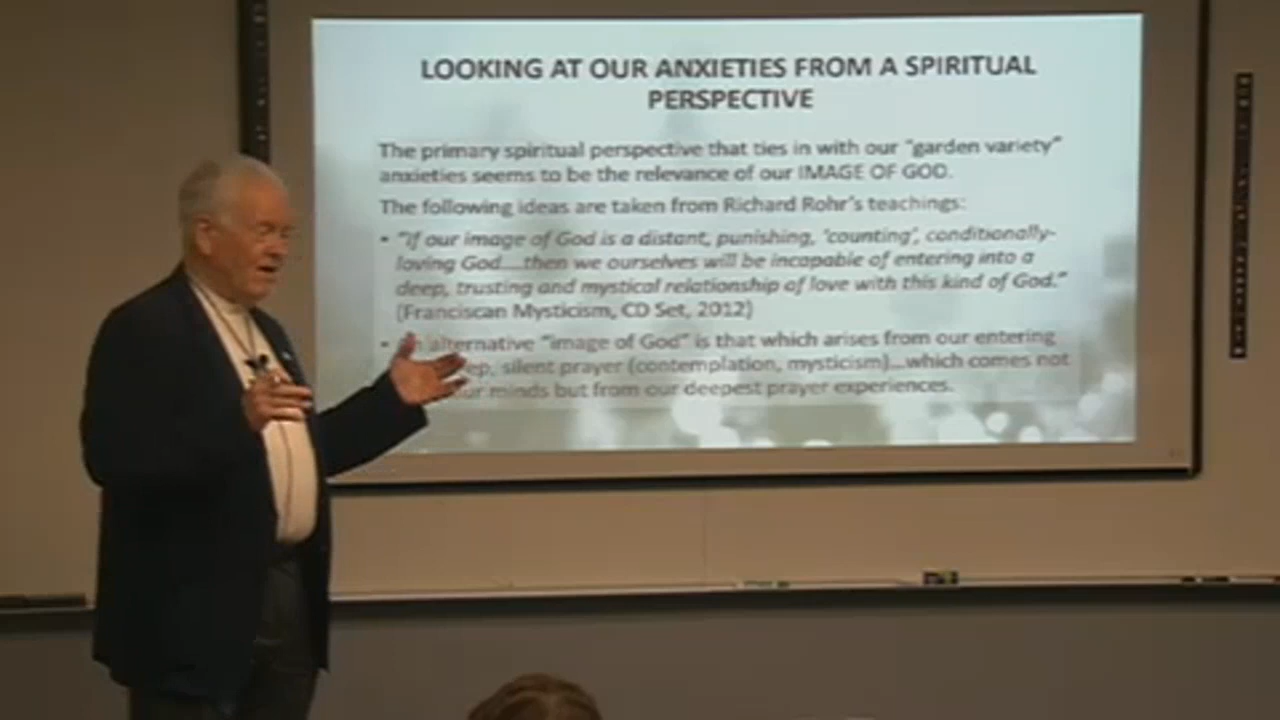 LOOKING AT OUR ANXIETIES FROM A SPIRITUAL
PERSPECTIVE
The primary spiritual perspective that ties in with our "garden variety"
anxieties seems to be the relevance of our IMAGE OF GOD.
The following ideas are taken from Richard Rohr's teachings:
• "If our image of God is a distant, punishing, 'counting', conditionally-
loving God....then we ourselves will be incapable of entering into a
deep, trusting and mystical relationship of love with this kind of God."
(Franciscan Mysticism, CD Set, 2012)
• alternative "image of God" is that which arises from our entering
silent prayer (contemplation, mysticism)...which comes not
minds but from our deepest prayer experiences.